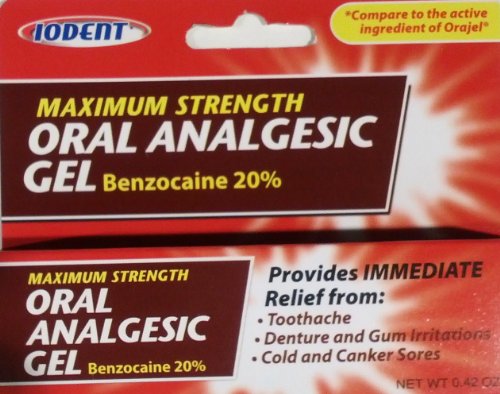 IODENT
*Compare to the active
ingredient of Orajel®
MAXIMUM STRENGTH
ORAL ANALGESIC
GEL Benzocaine 20%
MAXIMUM STRENGTH
ORAL
ANALGESIC
GEL Benzocaine 20%
Provides IMMEDIATE
Relief from:
• Toothache
• Denture and Gum Irritations
• Cold and Canker Sores
NET WT 0.42 OZ